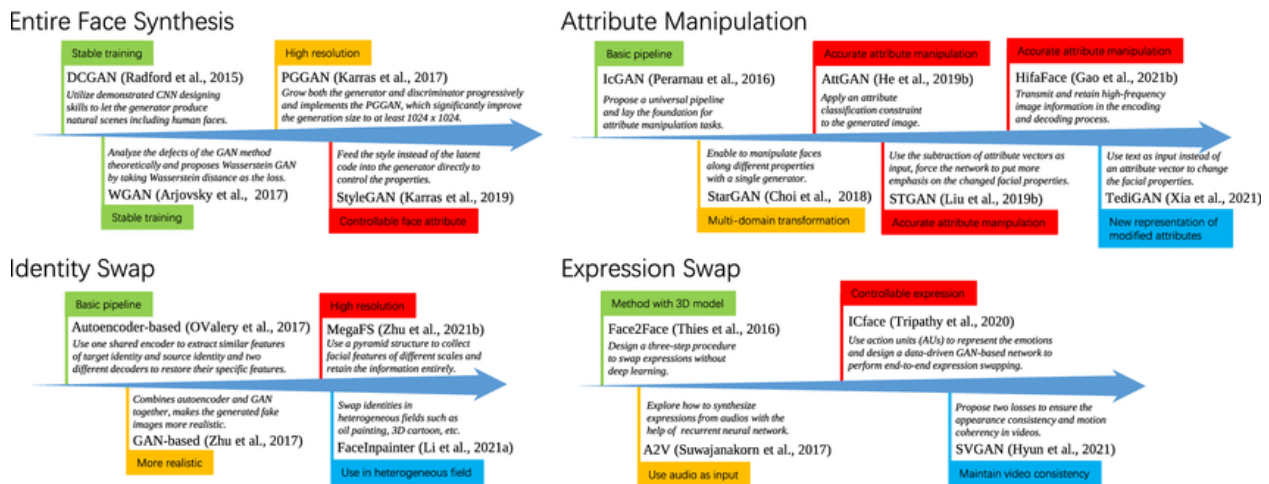 Entire Face Synthesis
Stable training
DCGAN (Radford et al., 2015)
Utilize demonstrated CNN designing
skills to let the generator produce
natural scenes including human faces.
High resolution
PGGAN (Karras et al., 2017)
Grow both the generator and discriminator progressively
and implements the PGGAN, which significantly improve
the generation size to at least 1024 x 1024.
Analyze the defects of the GAN method
theoretically and proposes Wasserstein GAN
by taking Wasserstein distance as the loss.
WGAN (Arjovsky et al., 2017)
Stable training
Feed the style instead of the latent
code into the generator directly to
control the properties.
StyleGAN (Karras et al., 2019)
Controllable face attribute
Attribute Manipulation
Basic pipeline
IcGAN (Perarnau et al., 2016)
Propose a universal pipeline
and lay the foundation for
attribute manipulation tasks.
Accurate attribute manipulation
AttGAN (He et al., 2019b)
Apply an attribute
classification constraint
to the generated image.
Accurate attribute manipulation
HifaFace (Gao et al., 2021b)
Transmit and retain high-frequency
image information in the encoding
and decoding process.
Enable to manipulate faces
along different properties
with a single generator.
StarGAN (Choi et al., 2018)
Multi-domain transformation
Use the subtraction of attribute vectors as
input, force the network to put more
emphasis on the changed facial properties.
STGAN (Liu et al., 2019b)
Accurate attribute manipulation
Use text as input instead of
an attribute vector to change
the facial properties.
TediGAN (Xia et al., 2021)
New representation of
modified attributes
Identity Swap
Basic pipeline
Autoencoder-based (OValery et al., 2017)
Use one shared encoder to extract similar features
of target identity and source identity and two
different decoders to restore their specific features.
High resolution
MegaFS (Zhu et al., 2021b)
Use a pyramid structure to collect
facial features of different scales and
retain the information entirely.
Combines autoencoder and GAN
together, makes the generated fake
images more realistic.
GAN-based (Zhu et al., 2017)
More realistic
Swap identities in
heterogeneous fields such as
oil painting, 3D cartoon, etc.
FaceInpainter (Li et al., 2021a)
Use in heterogeneous field
Expression Swap
Method with 3D model
Face2Face (Thies et al., 2016)
Design a three-step procedure
to swap expressions without
deep learning.
Controllable expression
ICface (Tripathy et al., 2020)
Use action units (AUs) to represent the emotions
and design a data-driven GAN-based network to
perform end-to-end expression swapping.
Explore how to synthesize
expressions from audios with the
help of recurrent neural network.
A2V (Suwajanakorn et al., 2017)
Use audio as input
Propose two losses to ensure the
appearance consistency and motion
coherency in videos.
SVGAN (Hyun et al., 2021)
Maintain video consistency